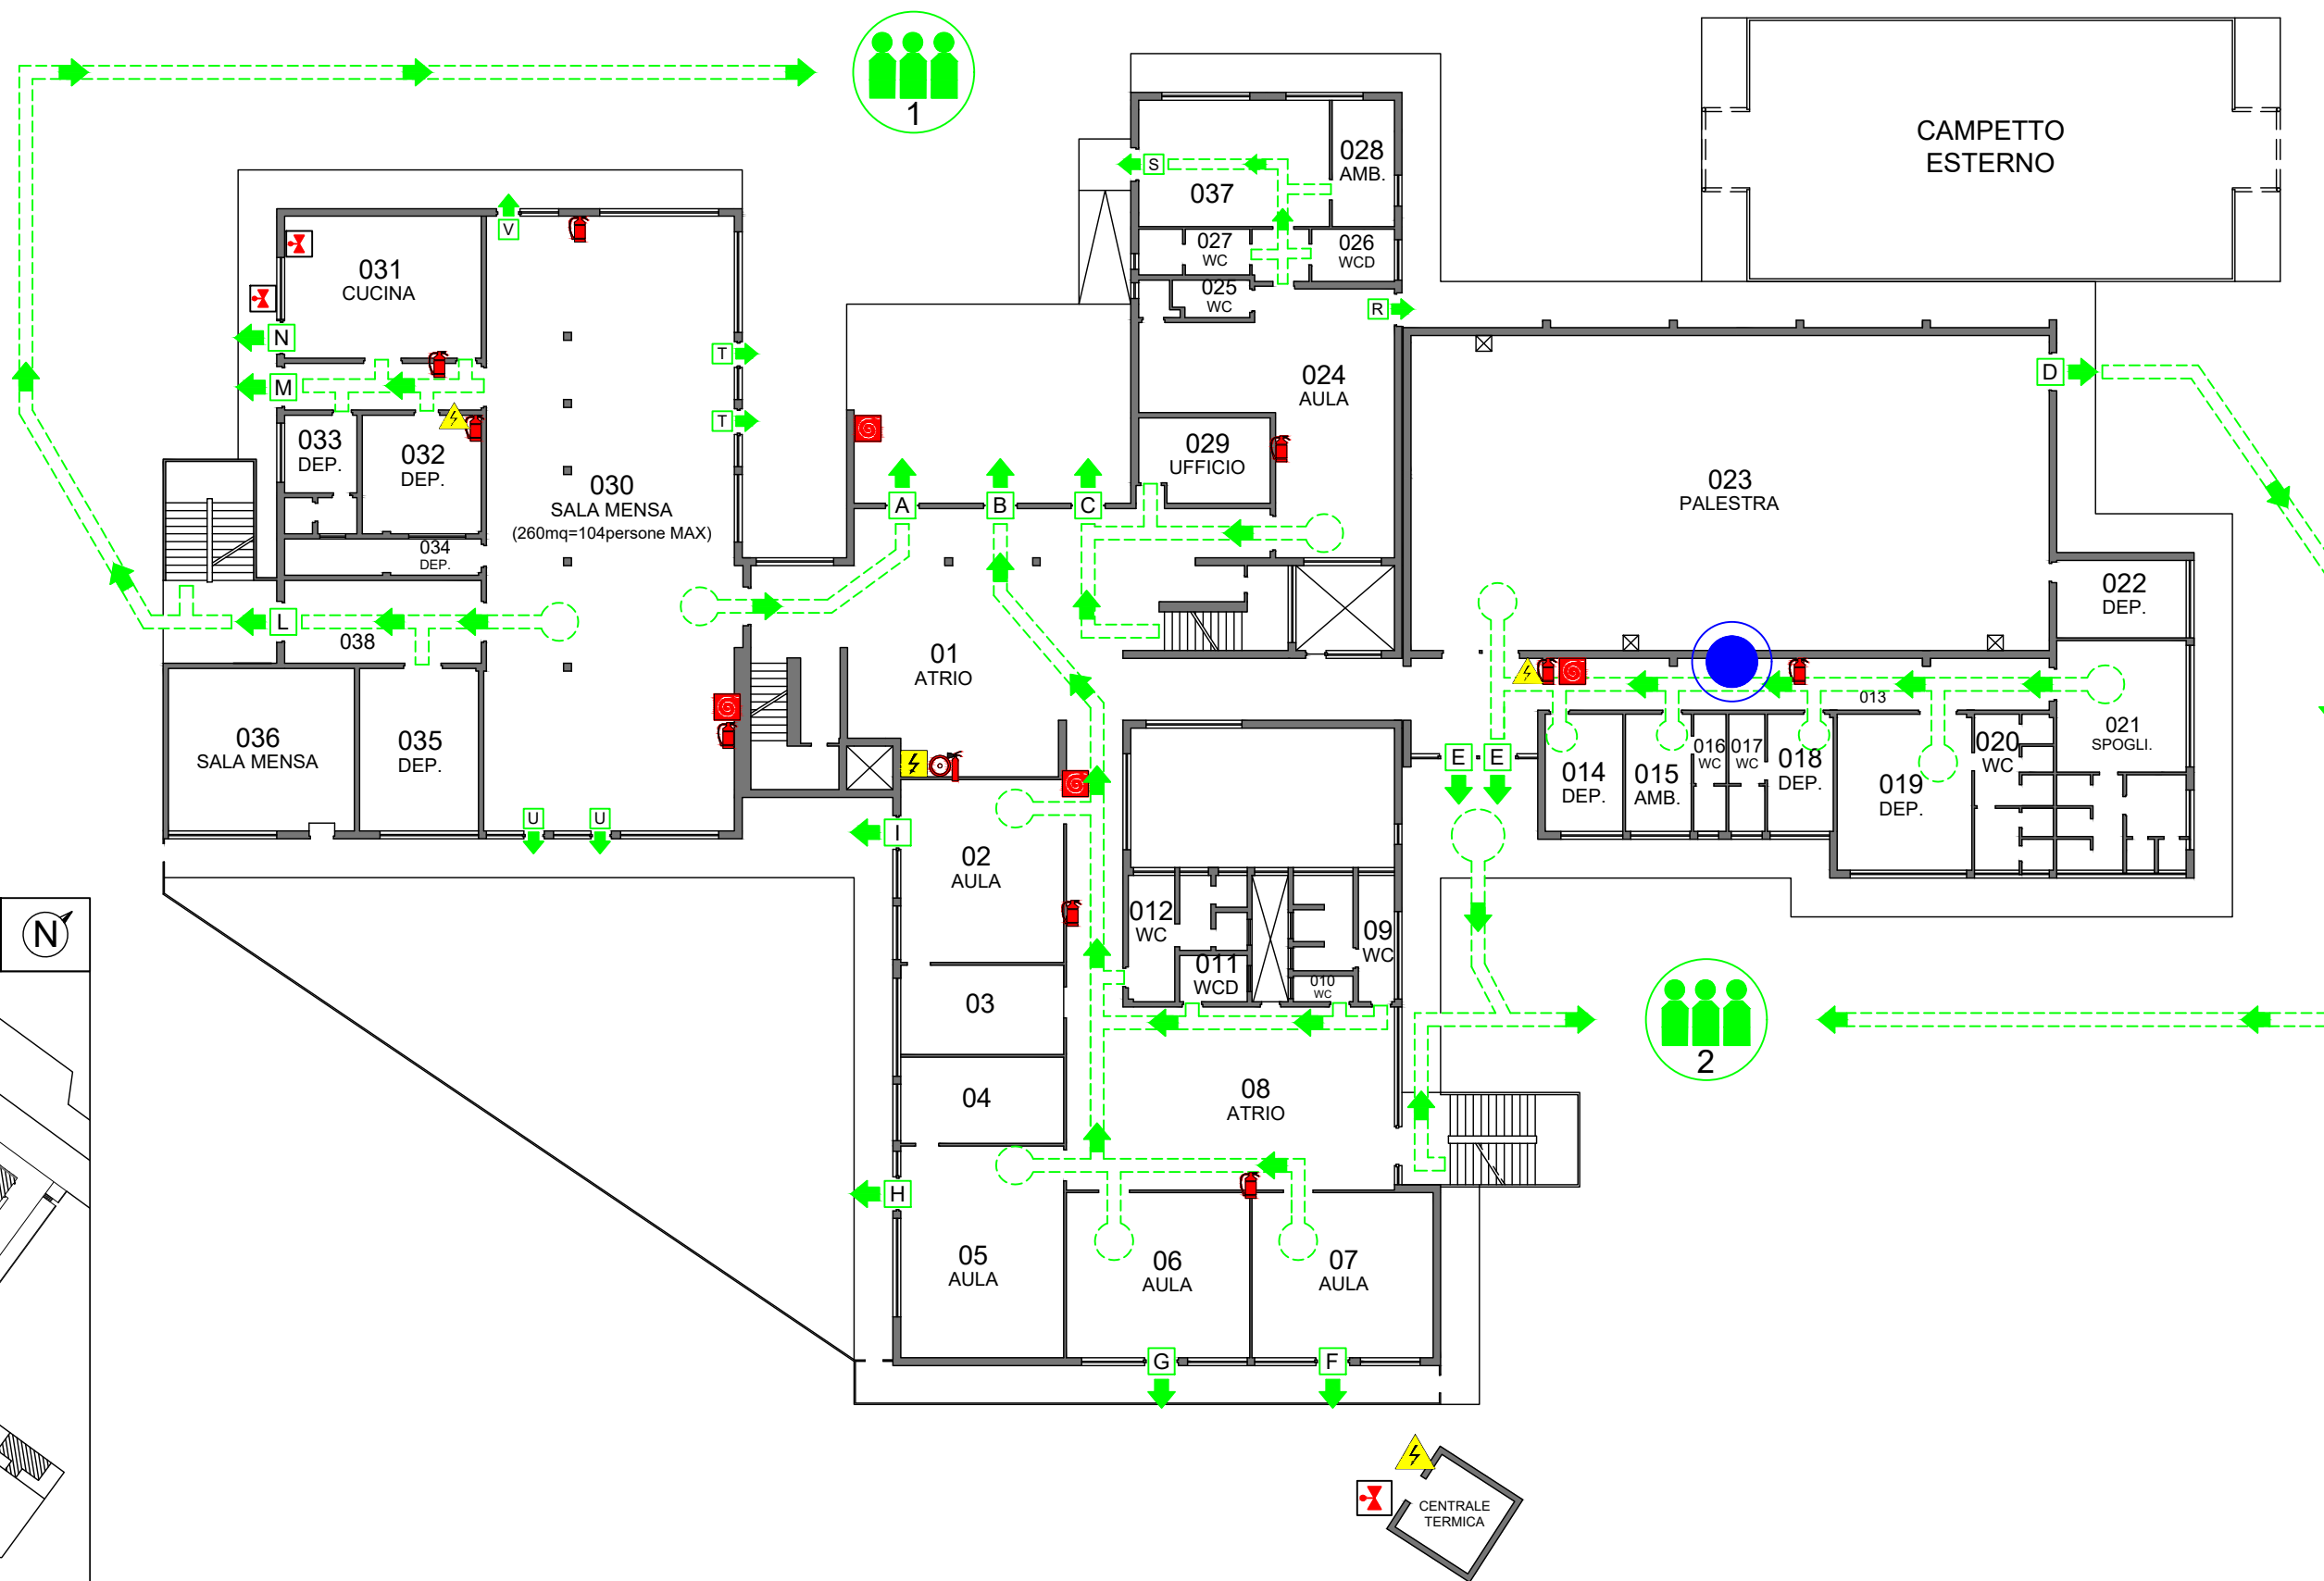 1
CAMPETTO
ESTERNO
028
AMB.
S
037
V
027
WC
026
WCD
031
CUCINA
025
WC
R
N
T
024
AULA
D
M
T
033
DEP.
032
DEP.
029
UFFICIO
030
SALA MENSA
(260mq=104persone MAX)
023
PALESTRA
A
B
C
034
DEP.
022
DEP.
L
038
01
ATRIO
013
036
SALA MENSA
035
DEP.
021
SPOGLI.
016
WC
017
WC
018
DEP.
020
WC
E
E
014
DEP.
015
AMB.
019
DEP.
U
U
I
02
AULA
012
WC
09
WC
N
011
WCD
010
WC
03
2
04
08
ATRIO
H
05
AULA
06
AULA
07
AULA
G
F
CENTRALE
TERMICA